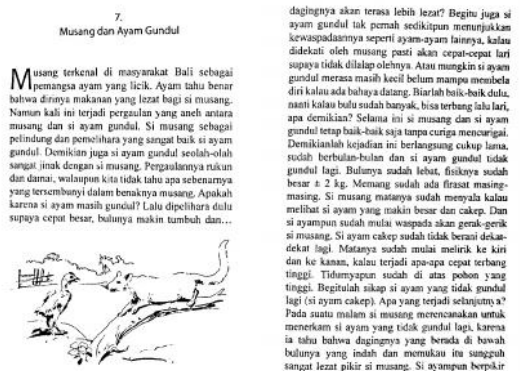 7.
Musang dan Ayam Gundul
Musang terkenal di masyarakat Bali sebagai
pemangsa ayam yang licik. Ayam tahu benar
bahwa dirinya makanan yang lezat bagi si musang.
Namun kali ini terjadi pergaulan yang aneh antara
musang dan si ayam gundul. Si musang sebagai
pelindung dan pemelihara yang sangat baik si ayam
gundul. Demikian juga si ayam gundul seolah-olah
sangat jinak dengan si musang. Pergaulannya rukun
dan damai, walaupun kita tidak tahu apa sebenarnya
yang tersembunyi dalam benaknya musang, Apakah
karena si ayam masih gundul? Lalu dipelihara dulu
supaya cepat besar, bulunya makin tumbuh dan...
dagingnya akan terasa lebih lezat? Begitu juga si
ayam gundul tak pernah sedikitpun menunjukkan
kewaspadaannya seperti ayam-ayam lainnya, kalau
didekati oleh musang pasti akan cepat-cepat lari
supaya tidak dilalap olehnya. Atau mungkin si ayam
gundul merasa masih kecil belum mampu membela
diri kalau ada bahaya datang. Biarlah baik-baik dulu,
nanti kalau bulu sudah banyak, bisa terbang lalu lari,
apa demikian? Selama ini si musang dan si ayam
gundul tetap baik-baik saja tanpa curiga mencurigai.
Demikianlah kejadian ini berlangsung cukup lama,
sudah berbulan-bulan dan si ayam gundul tidak
gundul lagi. Bulunya sudah lebat, fisiknya sudah
besar ± 2 kg. Memang sudah ada firasat masing-
masing. Si musang matanya sudah menyala kalau
melihat si ayam yang makin besar dan cakep. Dan
si ayampun sudah mulai waspada akan gerak-gerik
si musang. Si ayam cakep sudah tidak berani dekat-
dekat lagi. Matanya sudah mulai melirik ke kiri
dan ke kanan, kalau terjadi apa-apa cepat terbang
tinggi. Tidurnyapun sudah di atas pohon yang
tinggi. Begitulah sikap si ayam yang tidak gundul
lagi (si ayam cakep). Apa yang terjadi selanjutnya?
Pada suatu malam si musang merencanakan untuk
menerkam si ayam yang tidak gundul lagi, karena
ia tahu bahwa dagingnya yang berada di bawah
bulunya yang indah dan memukau itu sungguh
sangat lezat pikir si musang. Si ayampun berpikir